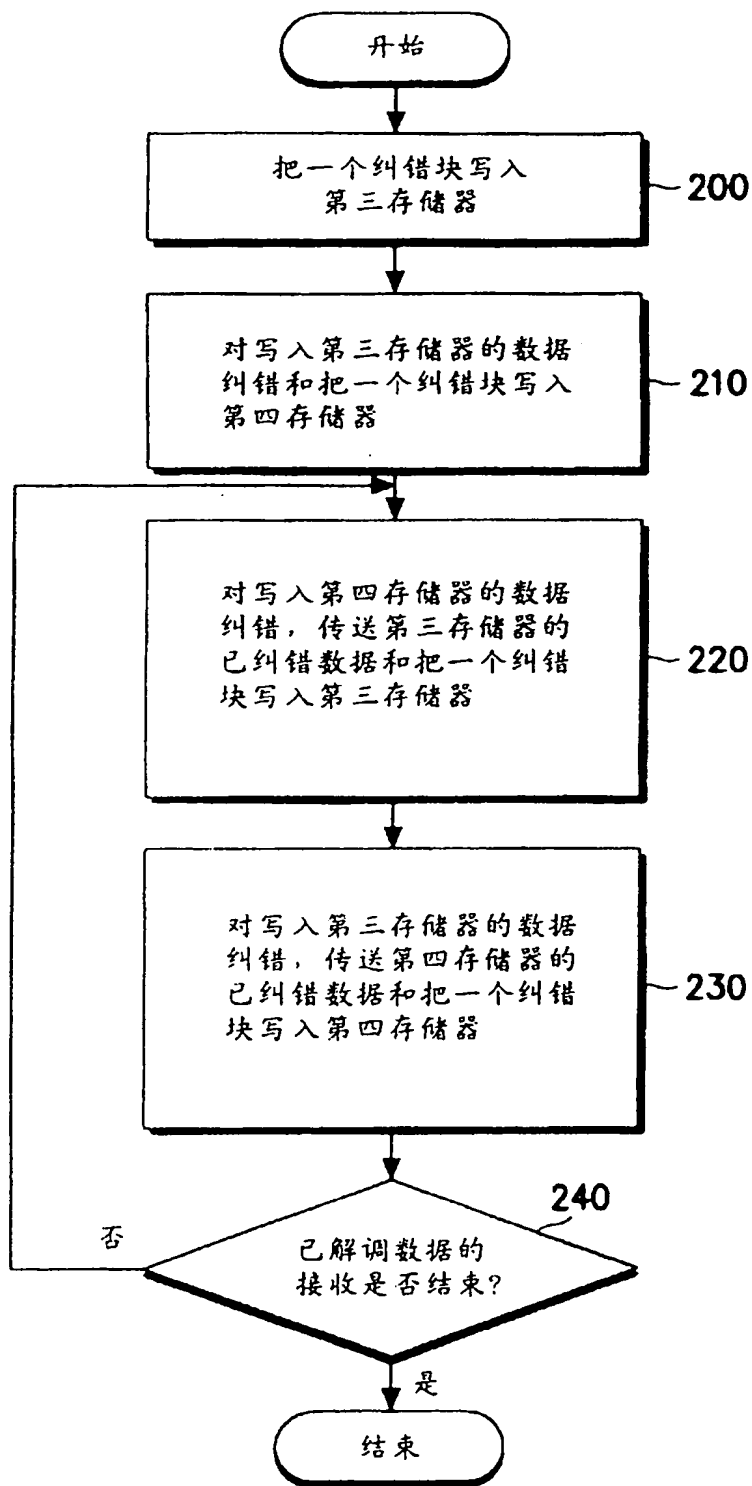 开始
把一个纠错块写入
第三存储器
200
对写入第三存储器的数据
纠错和把一个纠错块写入
第四存储器
210
对写入第四存储器的数据
纠错，传送第三存储器的
已纠错数据和把一个纠错
块写入第三存储器
220
对写入第三存储器的数据
纠错，传送第四存储器的
已纠错数据和把一个纠错
块写入第四存储器
230
240
否
已解调数据的
接收是否结束？
是
结束